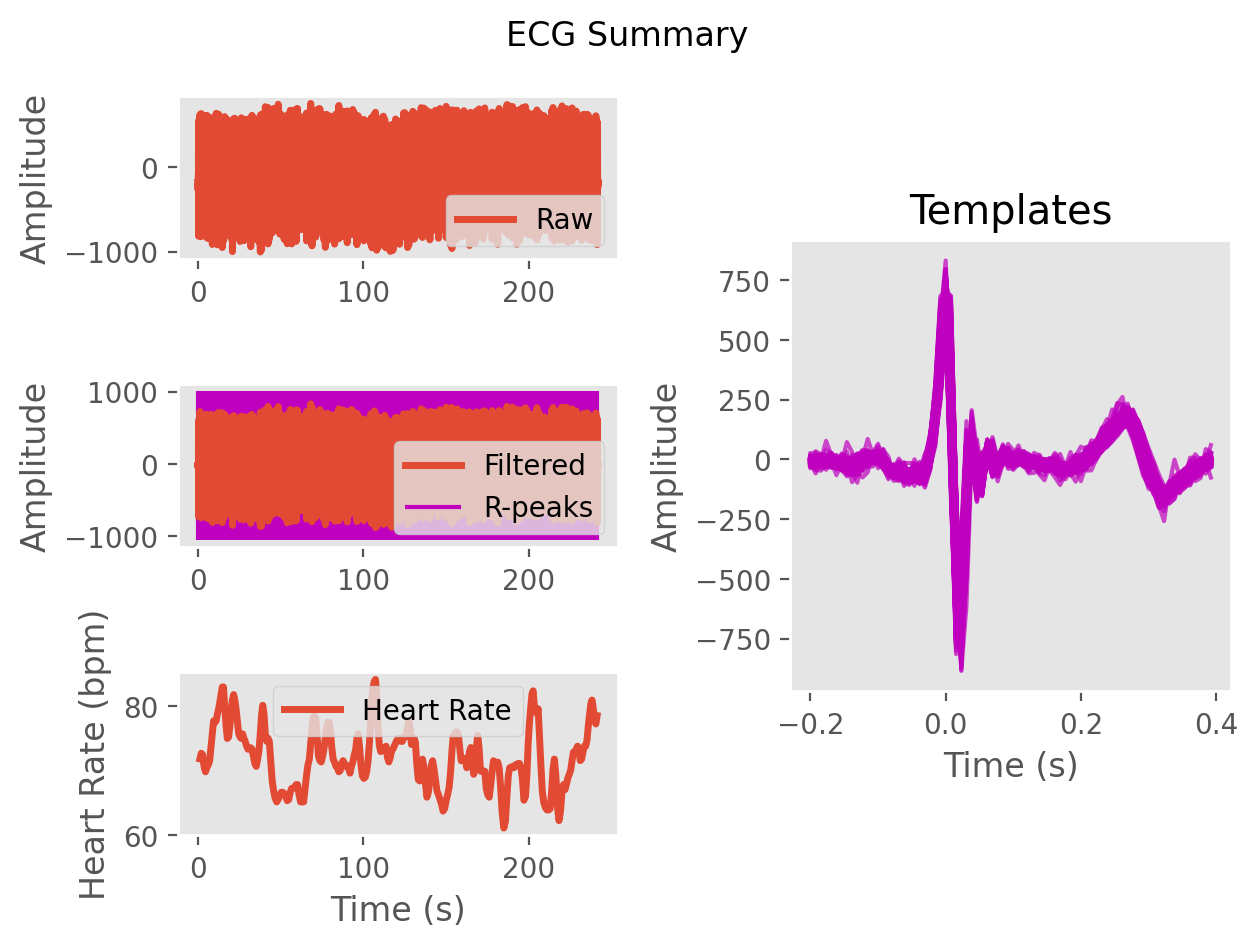 ECG Summary
Amplitude
0
−1000
Raw
0 100 200
Amplitude
1000
0
−1000
Filtered
R-peaks
0 100 200
Heart Rate (bpm)
80
60
Heart Rate
0 100 200
Time (s)
Templates
Amplitude
750
500
250
0
−250
−500
−750
−0.2 0.0 0.2 0.4
Time (s)